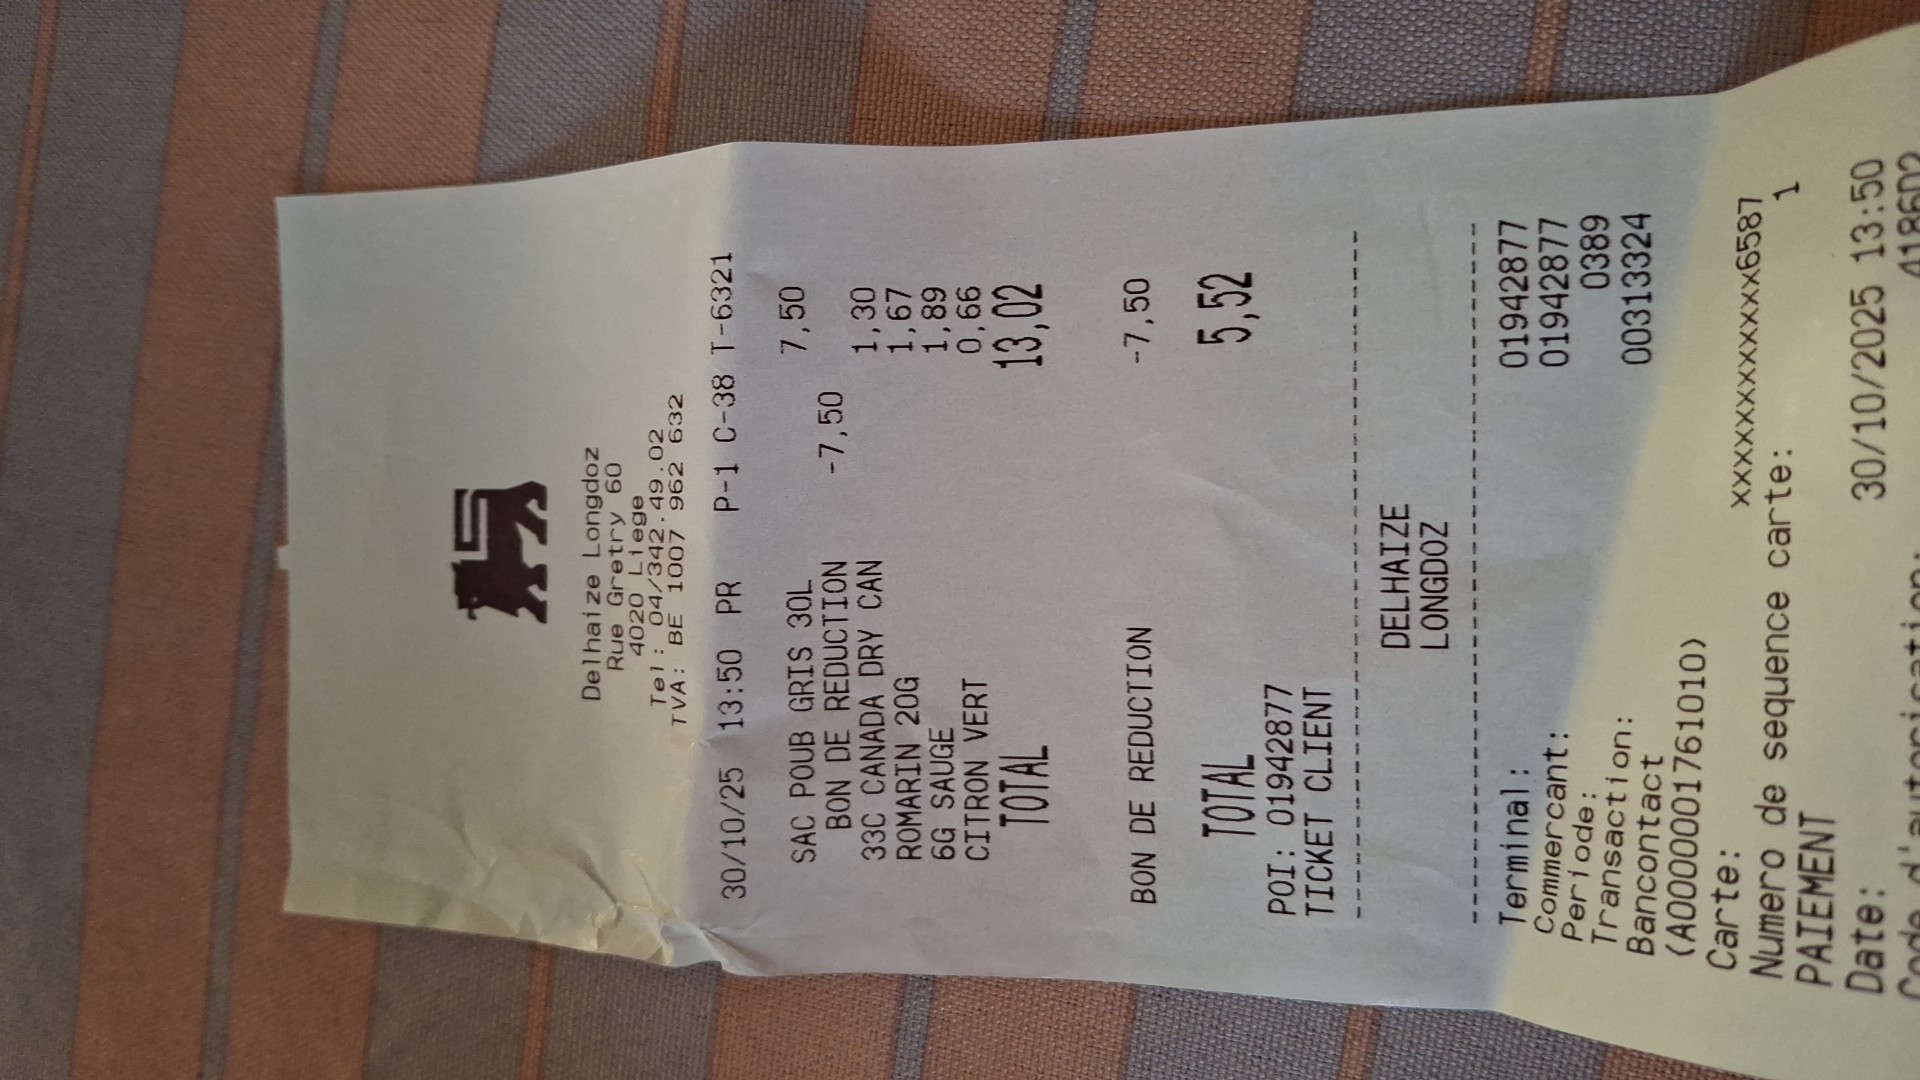 Delhaize Longdoz
Rue Gretry 60
4020 Liege
Tel: 04/342.49.02
TVA: BE 1007 962 632
30/10/25 13:50 PR P-1 C-38 T-6321
SAC POUB GRIS 30L 7,50
BON DE REDUCTION -7,50
33C CANADA DRY CAN 1,30
ROMARIN 20G 1,67
6G SAUGE 1,89
CITRON VERT 0,66
TOTAL 13,02
BON DE REDUCTION -7,50
TOTAL 5,52
POI: 01942877
TICKET CLIENT
DELHAIZE
LONGDOZ
Terminal: 01942877
Commercant: 01942877
Periode: 0389
Transaction: 00313324
Bancontact
(A0000001761010)
Carte: xxxxxxxxxxxxx6587
Numero de sequence carte: 1
PAIEMENT
Date: 30/10/2025 13:50
Code d'autorisation: